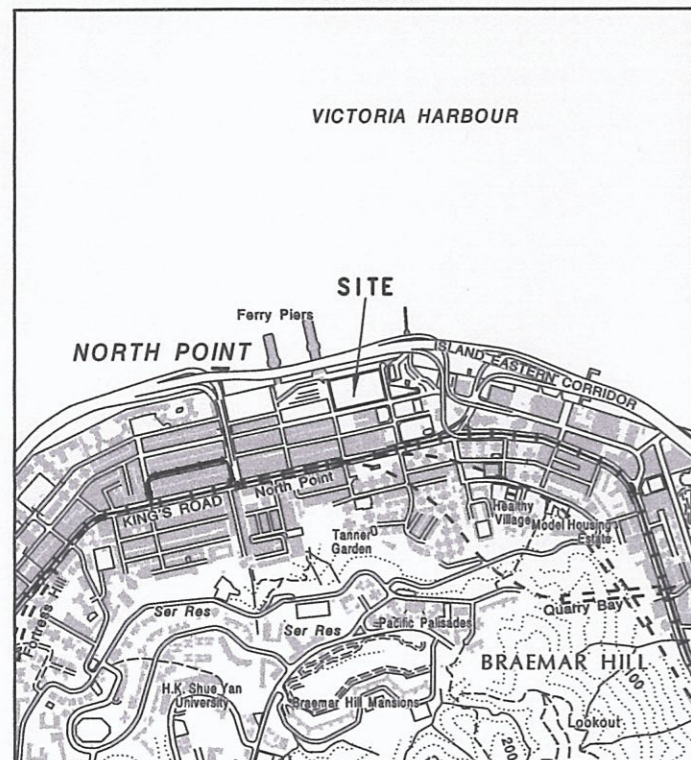 VICTORIA HARBOUR
SITE
Ferry Piers
NORTH POINT
ISLAND EASTERN CORRIDOR
KING'S ROAD
North Point
Healthy
Village
Model Housing
Estate
Tanner
Garden
Fortress Hill
Ser Res
Ser Res
Quarry Bay
Pacific Palisades
BRAEMAR HILL
H.K. Shue Yan
University
Braemar Hill Mansions
100
Lookout
200